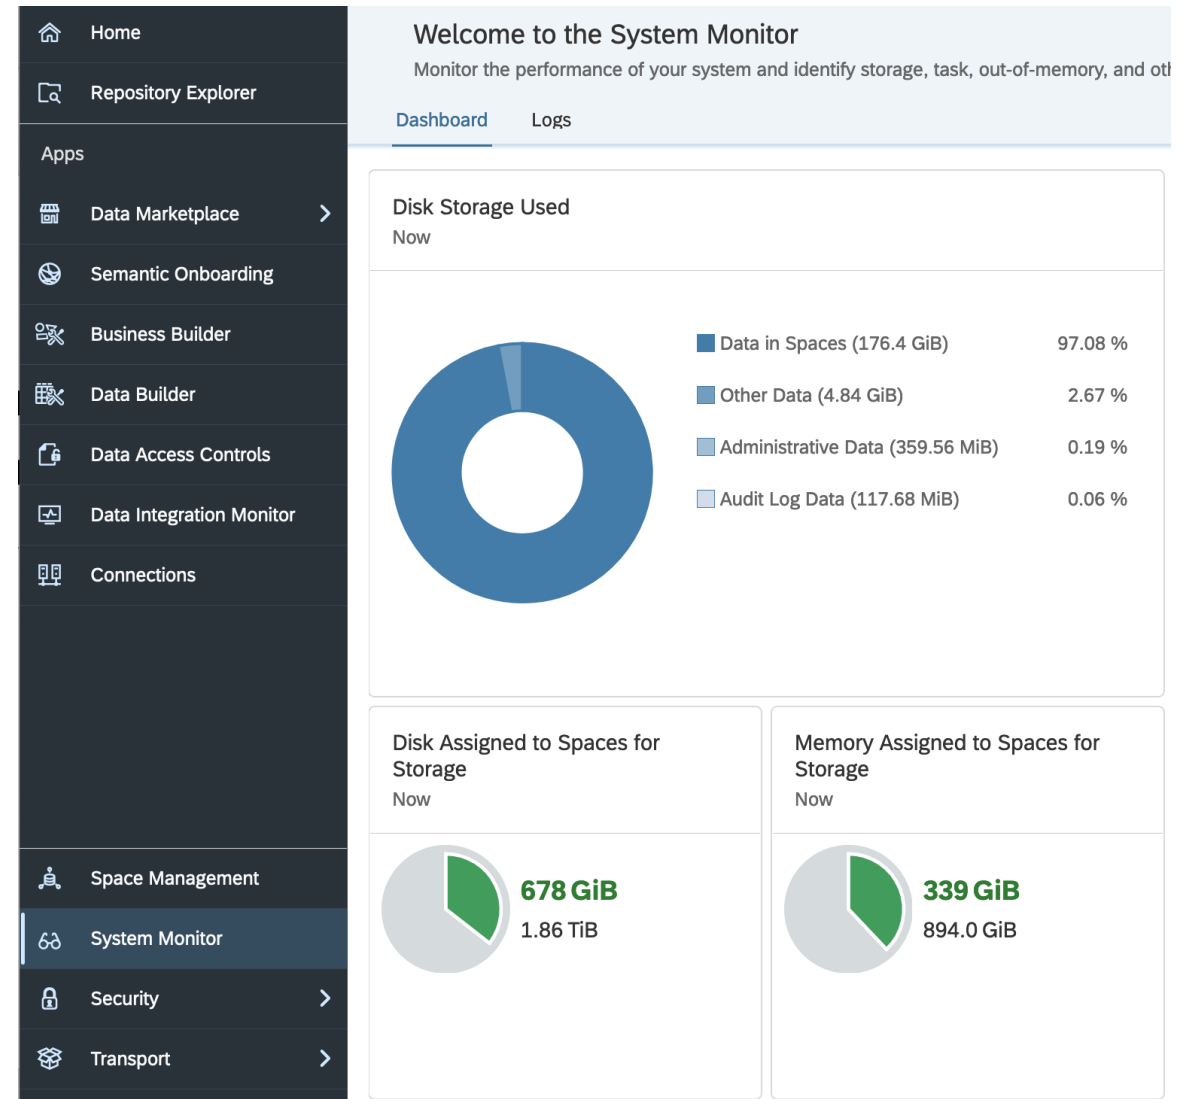 Home
Repository Explorer
Apps
Data Marketplace
Semantic Onboarding
Business Builder
Data Builder
Data Access Controls
Data Integration Monitor
Connections
Space Management
System Monitor
Security
Transport
Welcome to the System Monitor
Monitor the performance of your system and identify storage, task, out-of-memory, and
Dashboard
Logs
Disk Storage Used
Now
Data in Spaces (176.4 GiB) 97.08 %
Other Data (4.84 GiB) 2.67 %
Administrative Data (359.56 MiB) 0.19 %
Audit Log Data (117.68 MiB) 0.06 %
Disk Assigned to Spaces for
Storage
Now
678 GiB
1.86 TiB
Memory Assigned to Spaces for
Storage
Now
339 GiB
894.0 GiB